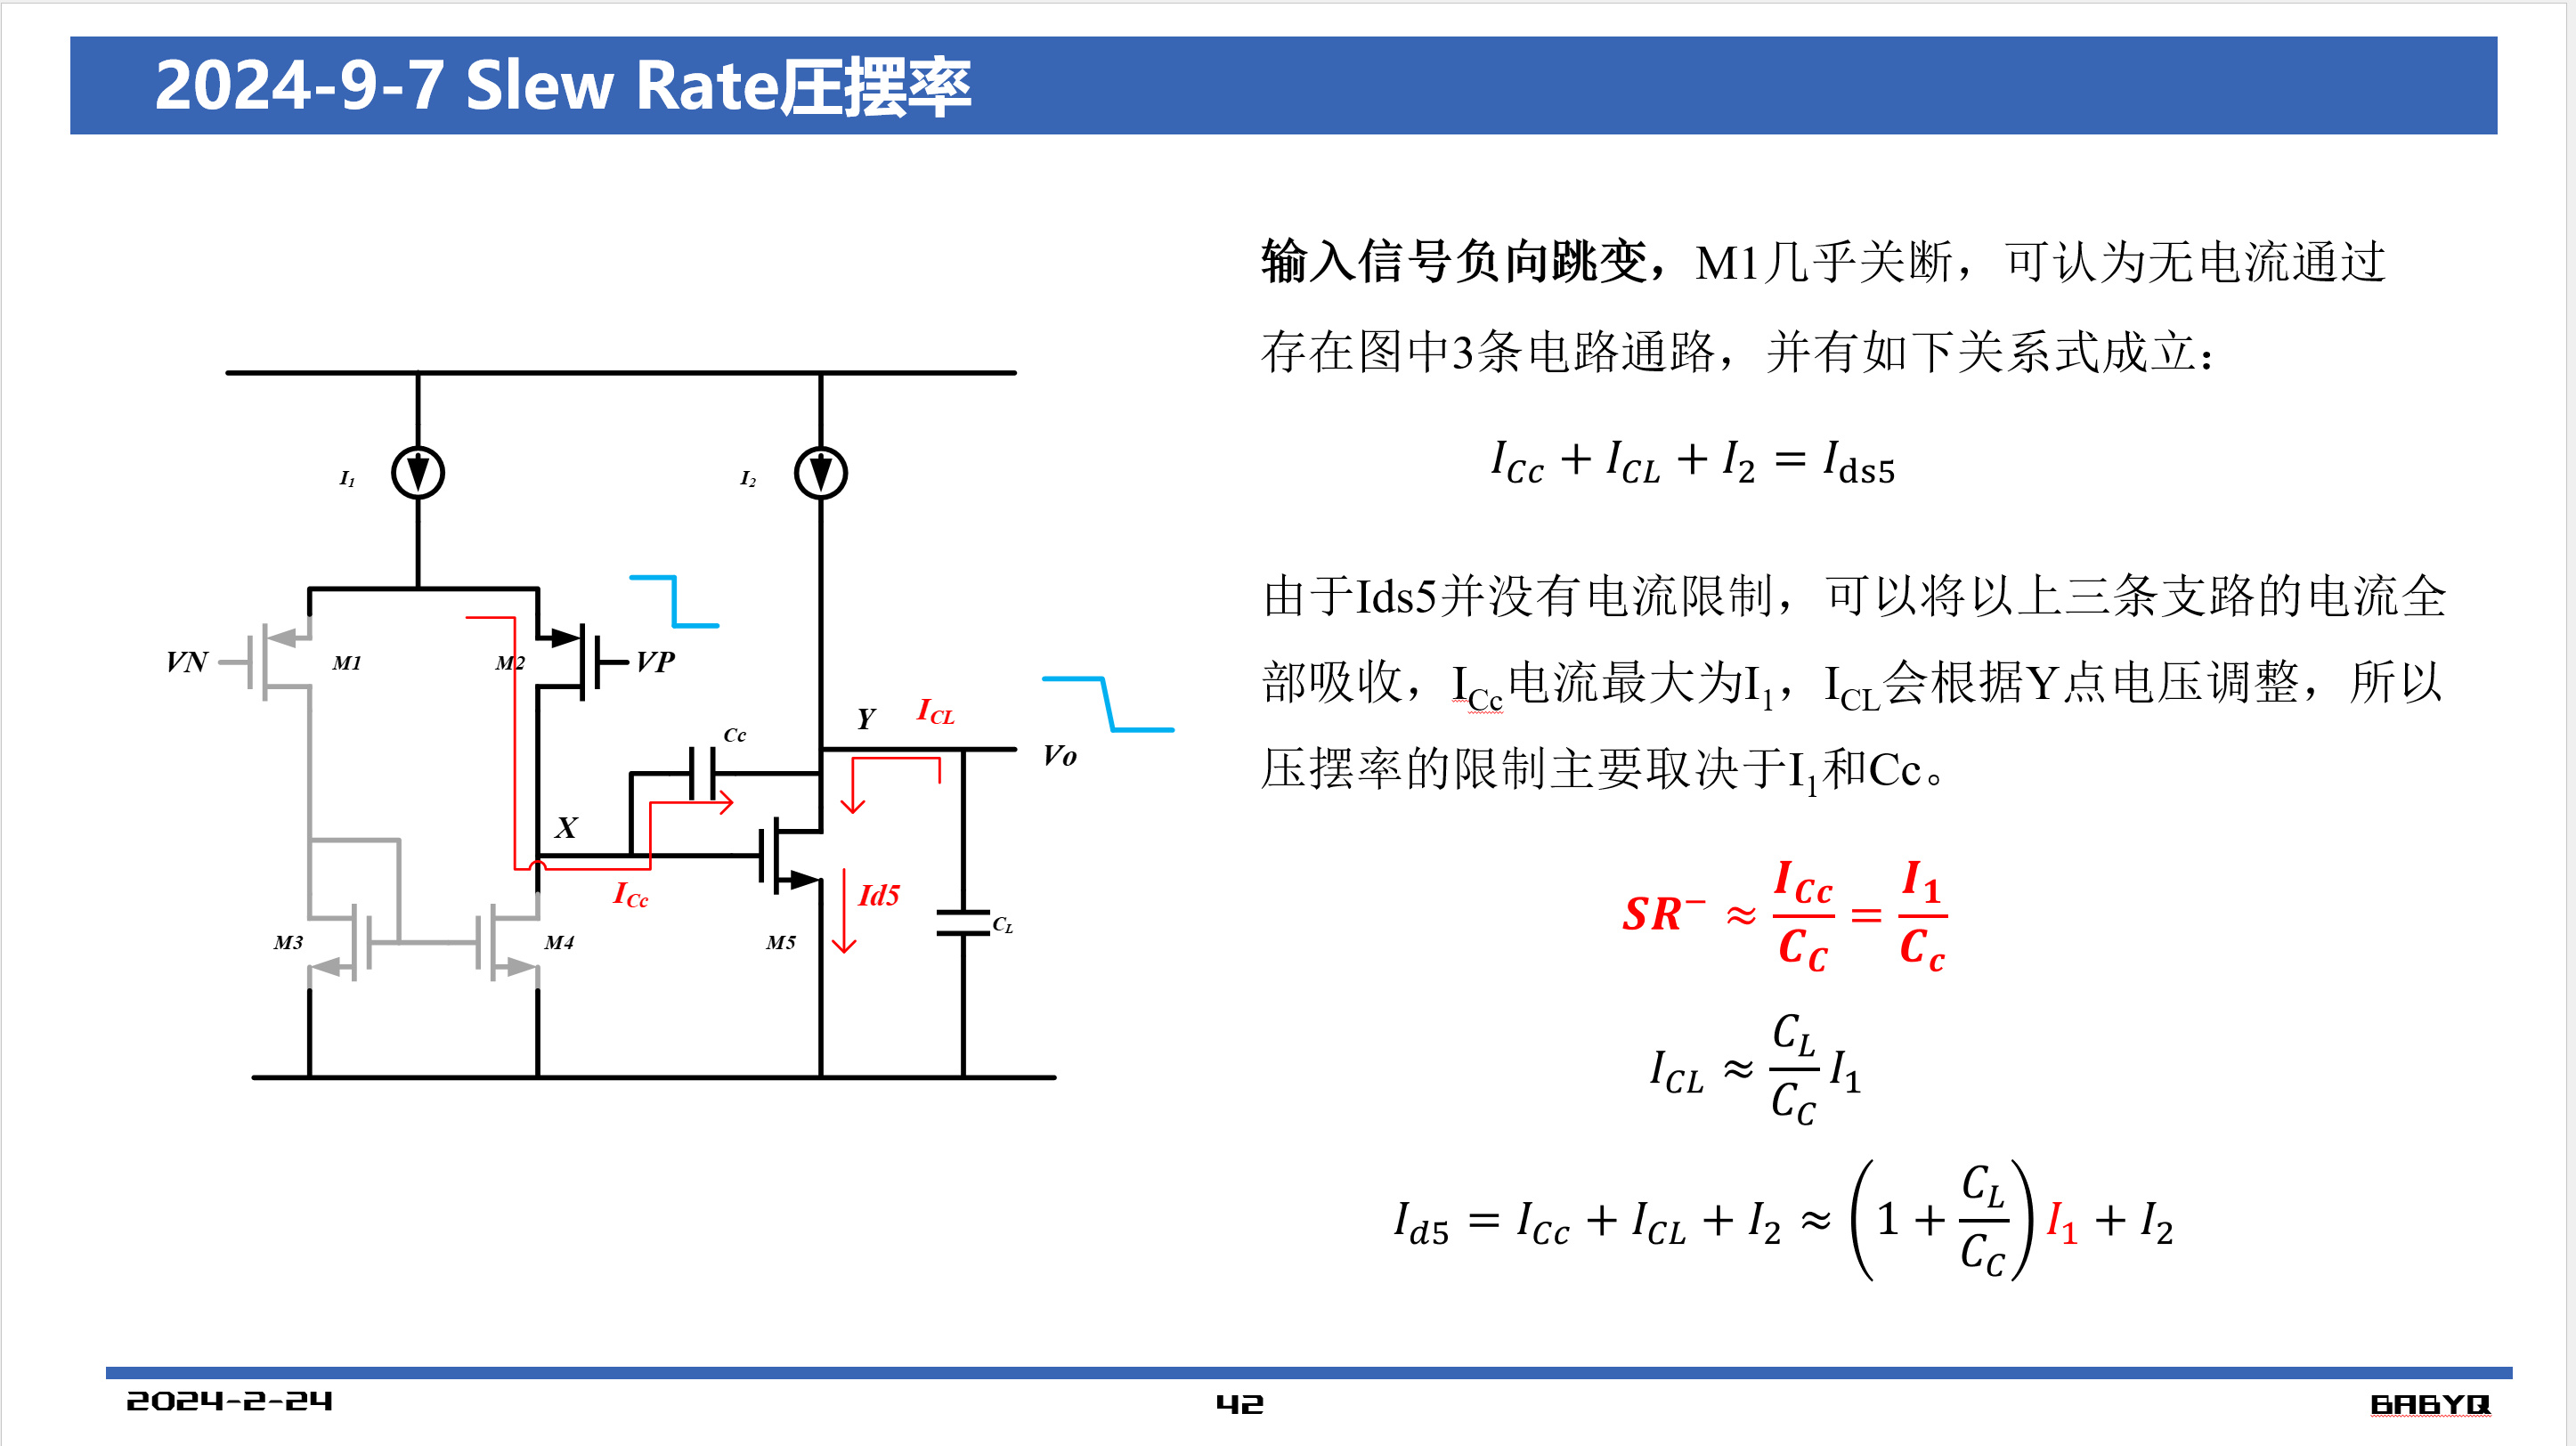 2024-9-7 Slew Rate压摆率
输入信号负向跳变，M1几乎关断，可认为无电流通过
存在图中3条电路通路，并有如下关系式成立：
I_{Cc} + I_{CL} + I_2 = I_{ds5}
由于Ids5并没有电流限制，可以将以上三条支路的电流全
部吸收，I_{Cc}电流最大为I_1，I_{CL}会根据Y点电压调整，所以
压摆率的限制主要取决于I_1和Cc。
SR^- ≈ \frac{I_{Cc}}{C_C} = \frac{I_1}{C_c}
I_{CL} ≈ \frac{C_L}{C_C} I_1
I_{d5} = I_{Cc} + I_{CL} + I_2 ≈ (1 + \frac{C_L}{C_C}) I_1 + I_2
I_1
I_2
VN
M1
M2
VP
Cc
Y
I_{CL}
Vo
X
I_{Cc}
Id5
M3
M4
M5
C_L
2024-2-24
42
BABYQ